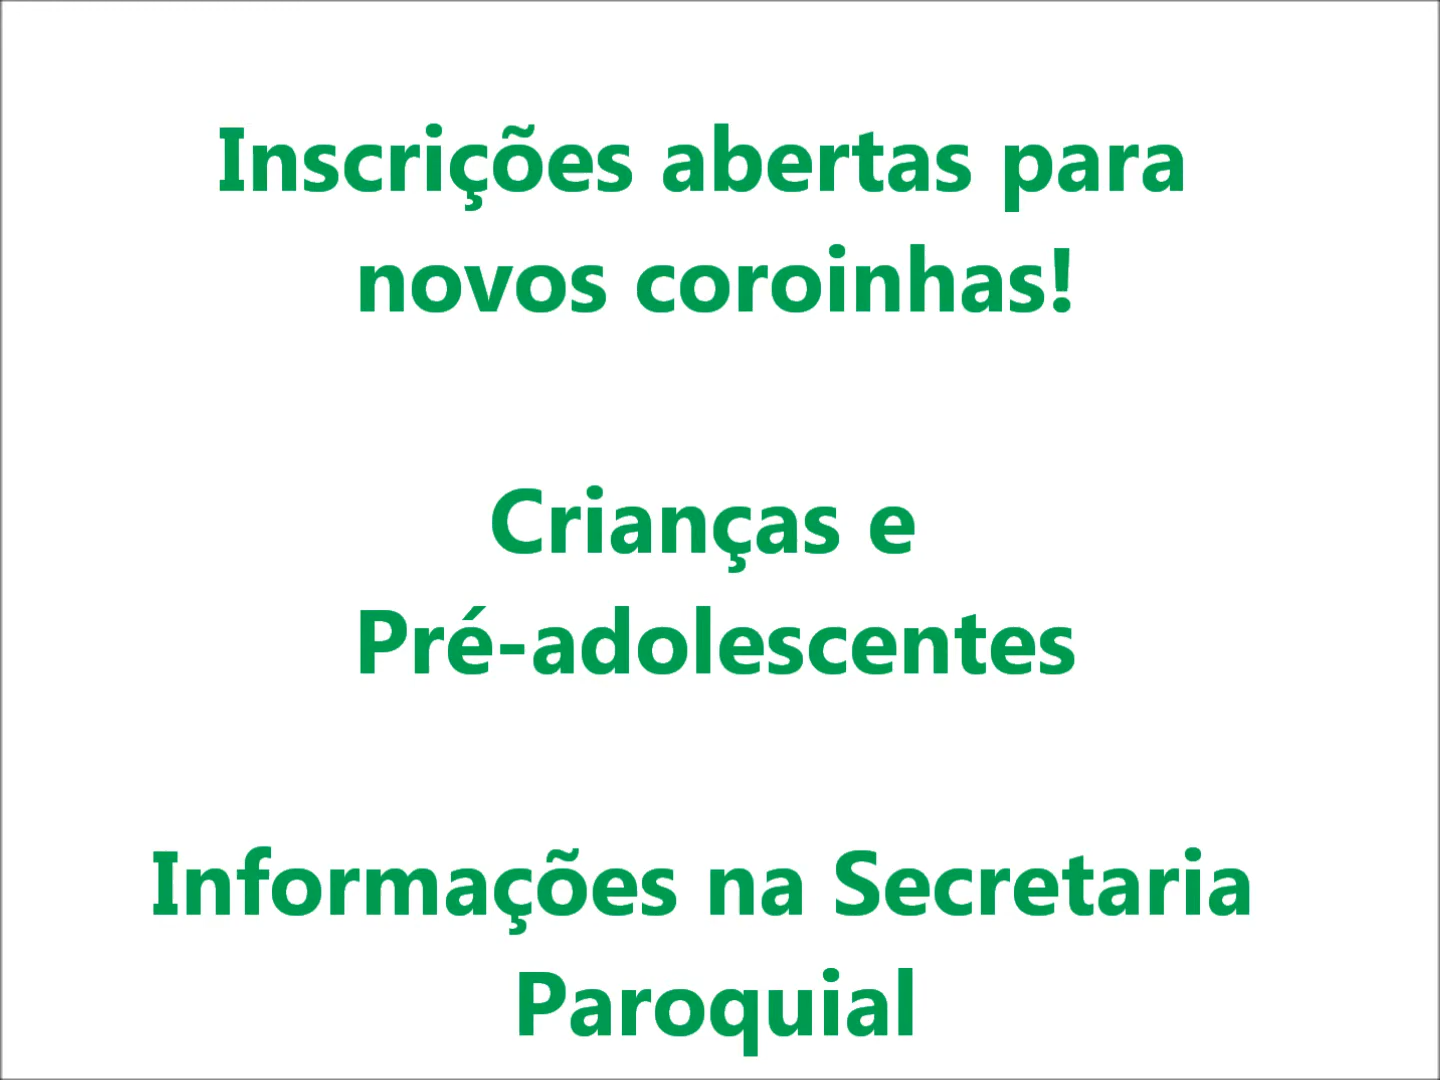 Inscrições abertas para
novos coroinhas!
Crianças e
Pré-adolescentes
Informações na Secretaria
Paroquial